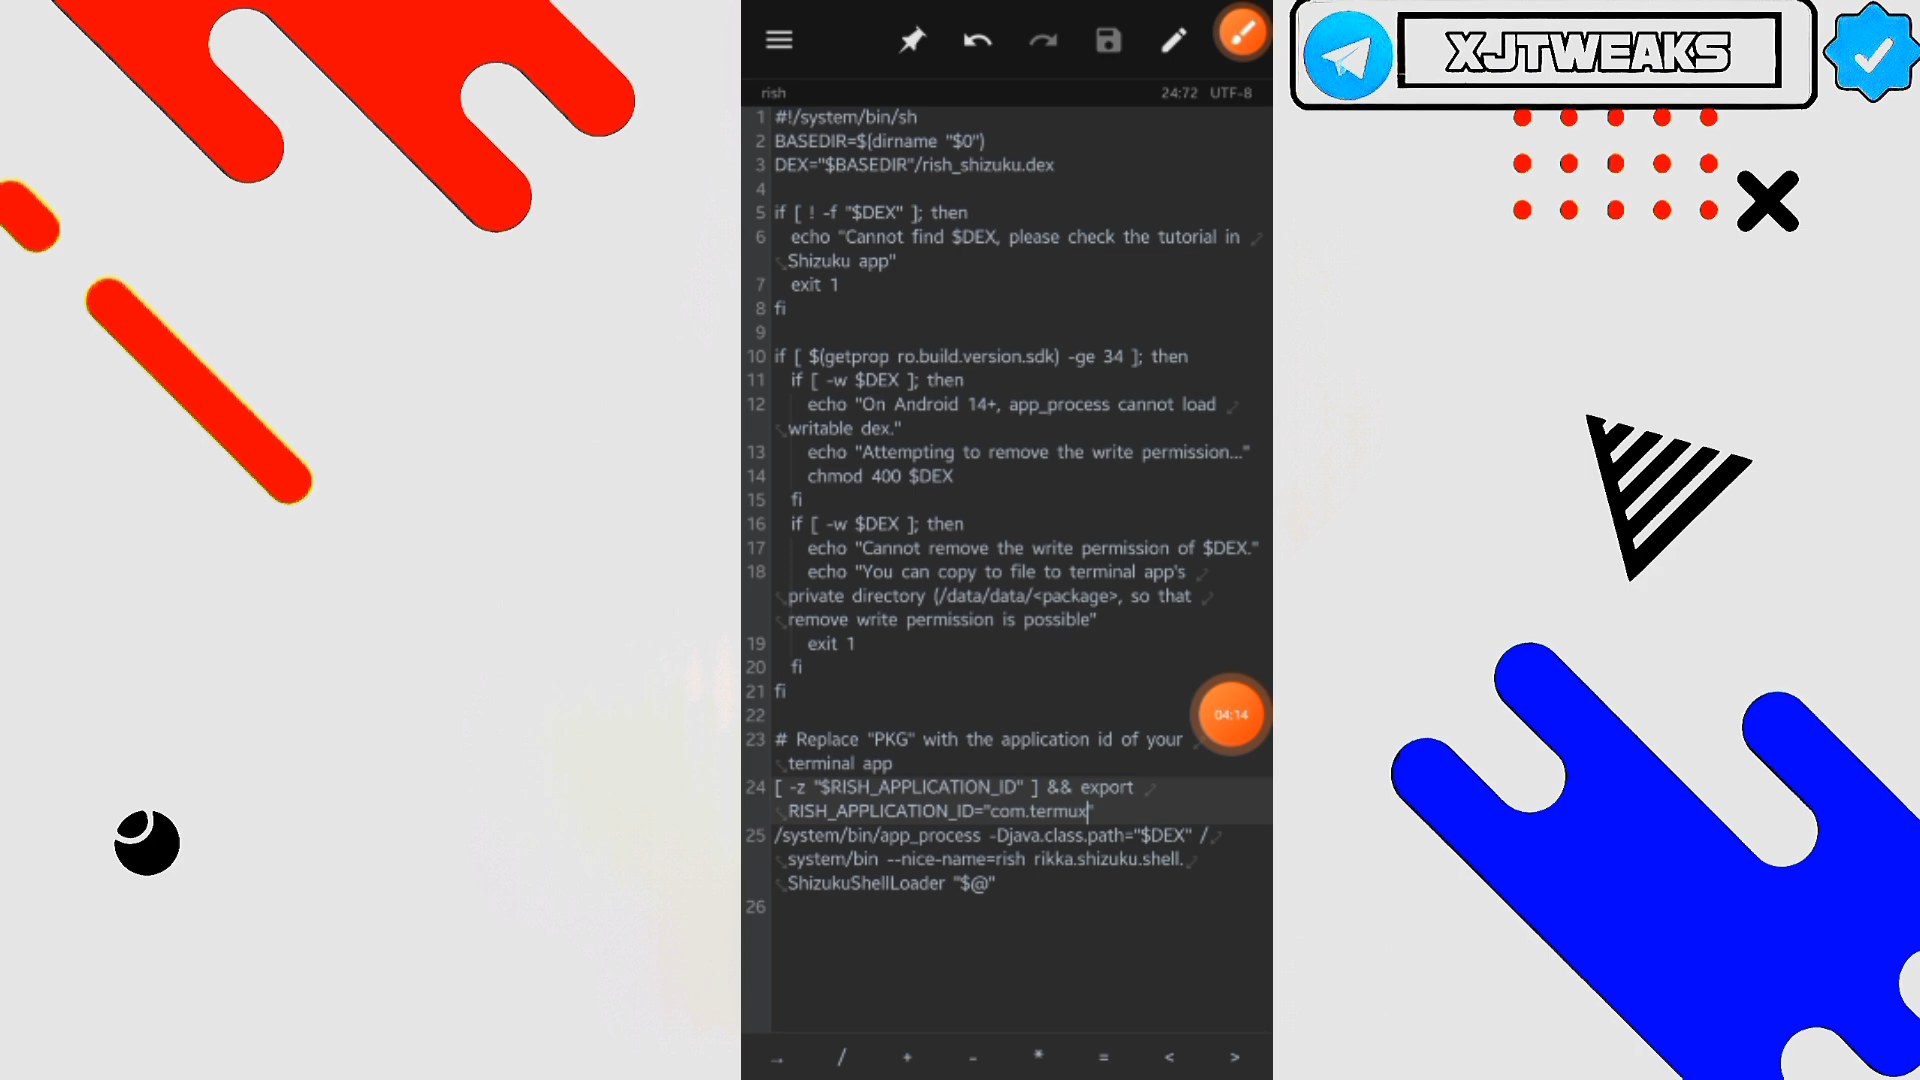 XJTWEAKS
rish
24:72 UTF-8
1 #!/system/bin/sh
2 BASEDIR=$(dirname "$0")
3 DEX="$BASEDIR"/rish_shizuku.dex
4
5 if [ ! -f "$DEX" ]; then
6 echo "Cannot find $DEX, please check the tutorial in
Shizuku app"
7 exit 1
8 fi
9
10 if [ $(getprop ro.build.version.sdk) -ge 34 ]; then
11 if [ -w $DEX ]; then
12 echo "On Android 14+, app_process cannot load
writable dex."
13 echo "Attempting to remove the write permission..."
14 chmod 400 $DEX
15 fi
16 if [ -w $DEX ]; then
17 echo "Cannot remove the write permission of $DEX."
18 echo "You can copy to file to terminal app's
private directory (/data/data/<package>, so that
remove write permission is possible"
19 exit 1
20 fi
21 fi
22
04:14
23 # Replace "PKG" with the application id of your
terminal app
24 [ -z "$RISH_APPLICATION_ID" ] && export
RISH_APPLICATION_ID="com.termux"
25 /system/bin/app_process -Djava.class.path="$DEX" /
system/bin --nice-name=rish rikka.shizuku.shell.
ShizukuShellLoader "$@"
26
→ / + - * = < >